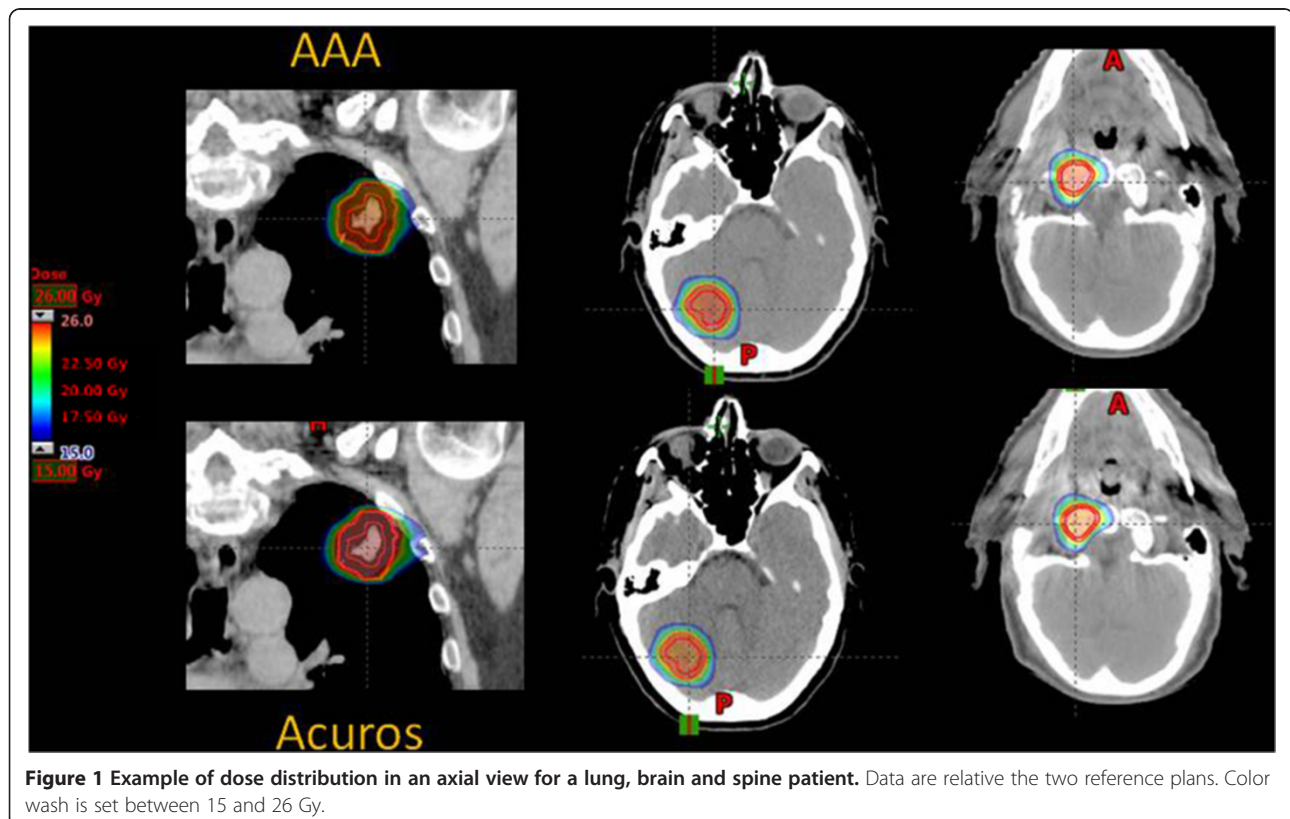 AAA
A
Dose
26.00 Gy
26.0
22.50 Gy
20.00 Gy
17.50 Gy
15.0
15.00 Gy
P
A
P
Acuros
Figure 1 Example of dose distribution in an axial view for a lung, brain and spine patient. Data are relative the two reference plans. Color
wash is set between 15 and 26 Gy.